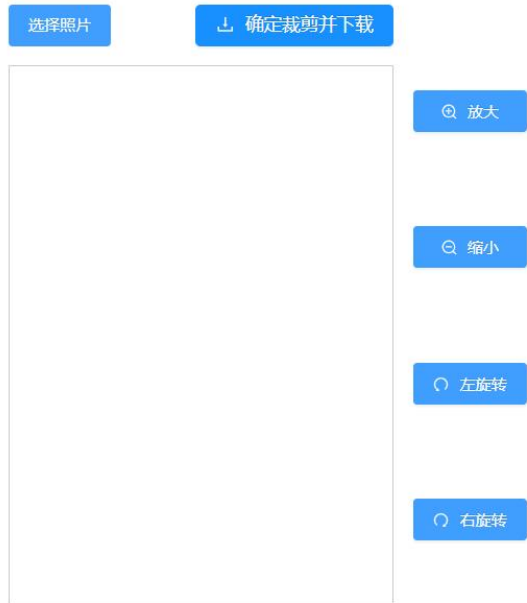 选择照片
确定裁剪并下载
放大
缩小
左旋转
右旋转